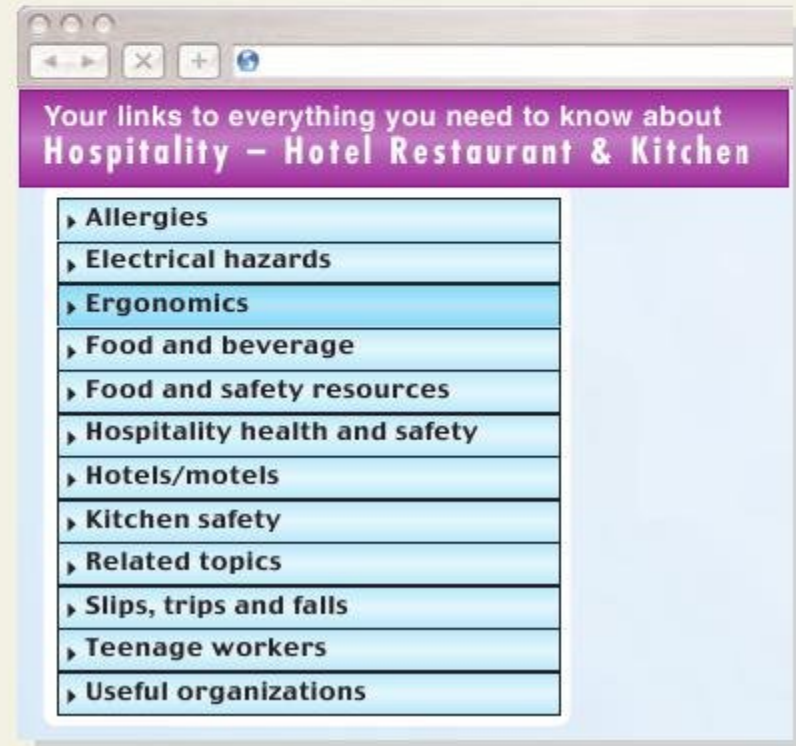 Your links to everything you need to know about
Hospitality – Hotel Restaurant & Kitchen
Allergies
Electrical hazards
Ergonomics
Food and beverage
Food and safety resources
Hospitality health and safety
Hotels/motels
Kitchen safety
Related topics
Slips, trips and falls
Teenage workers
Useful organizations